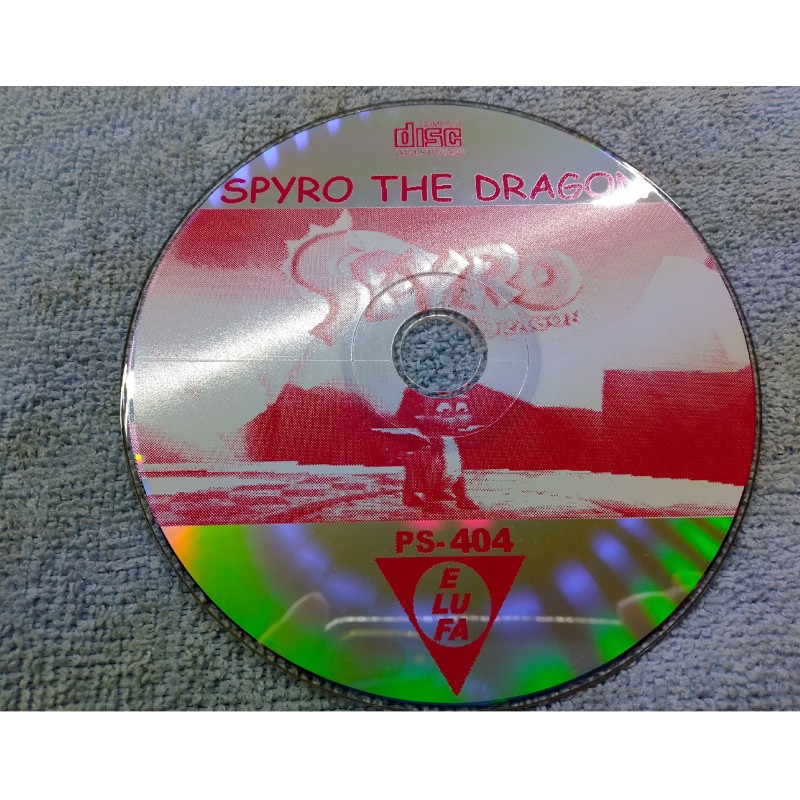 disc
SPYRO THE DRAGON
SPYRO
DRAGON
PS-404
E
LU
FA